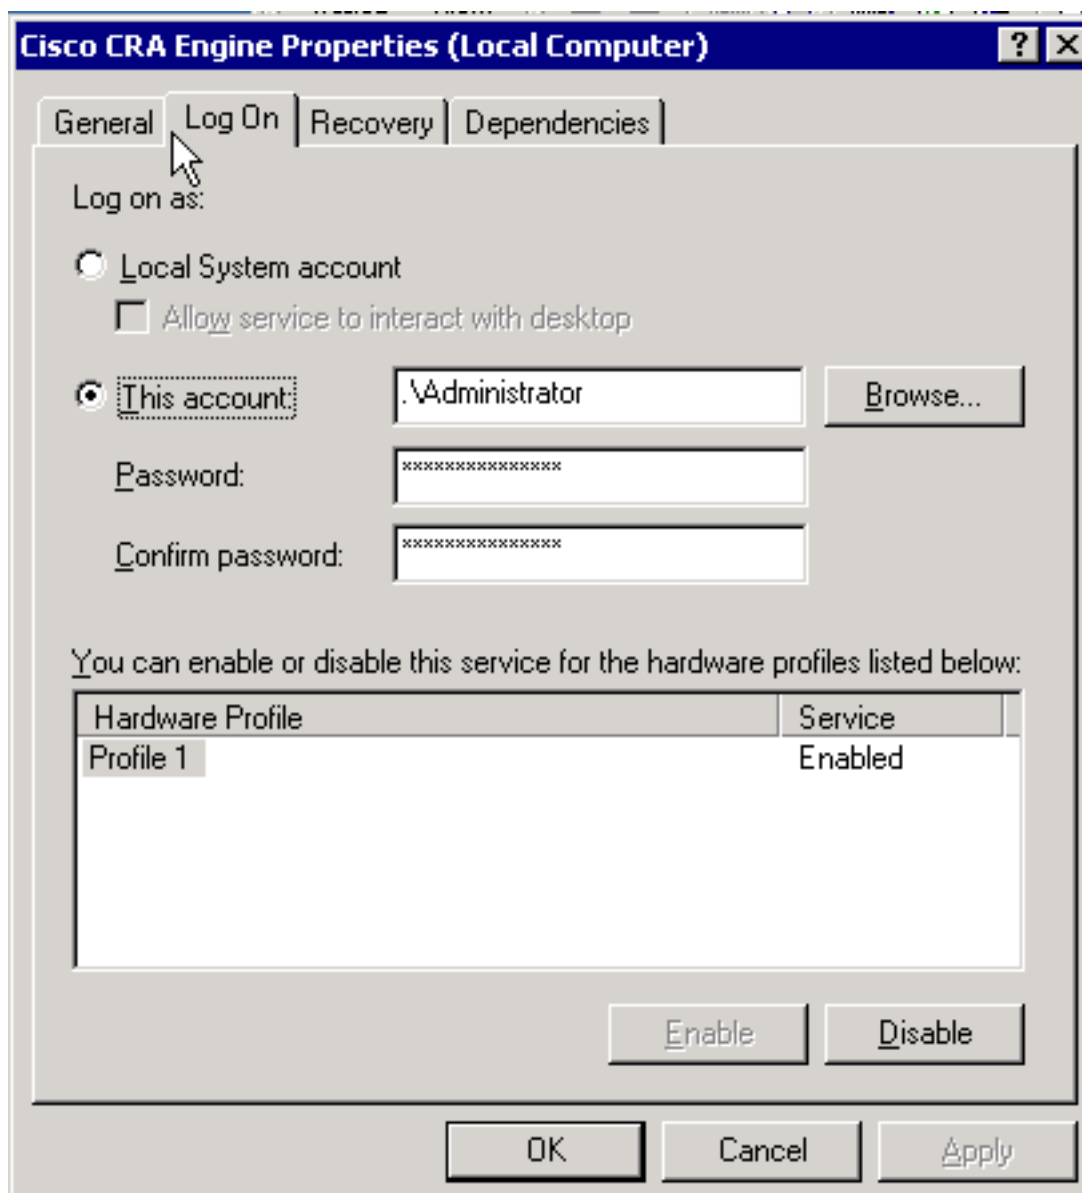 Cisco CRA Engine Properties (Local Computer)
General Log On Recovery Dependencies
Log on as:
Local System account
Allow service to interact with desktop
This account: .\Administrator Browse...
Password: ***************
Confirm password: ***************
You can enable or disable this service for the hardware profiles listed below:
Hardware Profile Service
Profile 1 Enabled
Enable Disable
OK Cancel Apply